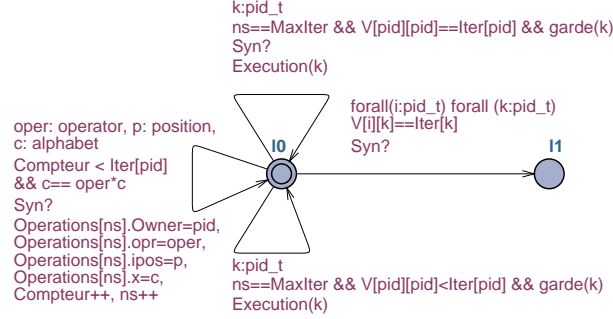 k:pid_t
ns==MaxIter && V[pid][pid]==Iter[pid] && garde(k)
Syn?
Execution(k)
forall(i:pid_t) forall (k:pid_t)
V[i][k]==Iter[k]
Syn?
oper: operator, p: position,
c: alphabet
Compteur < Iter[pid]
&& c== oper*c
Syn?
Operations[ns].Owner=pid,
Operations[ns].opr=oper,
Operations[ns].ipos=p,
Operations[ns].x=c,
Compteur++, ns++
l0
l1
k:pid_t
ns==MaxIter && V[pid][pid]<Iter[pid] && garde(k)
Execution(k)